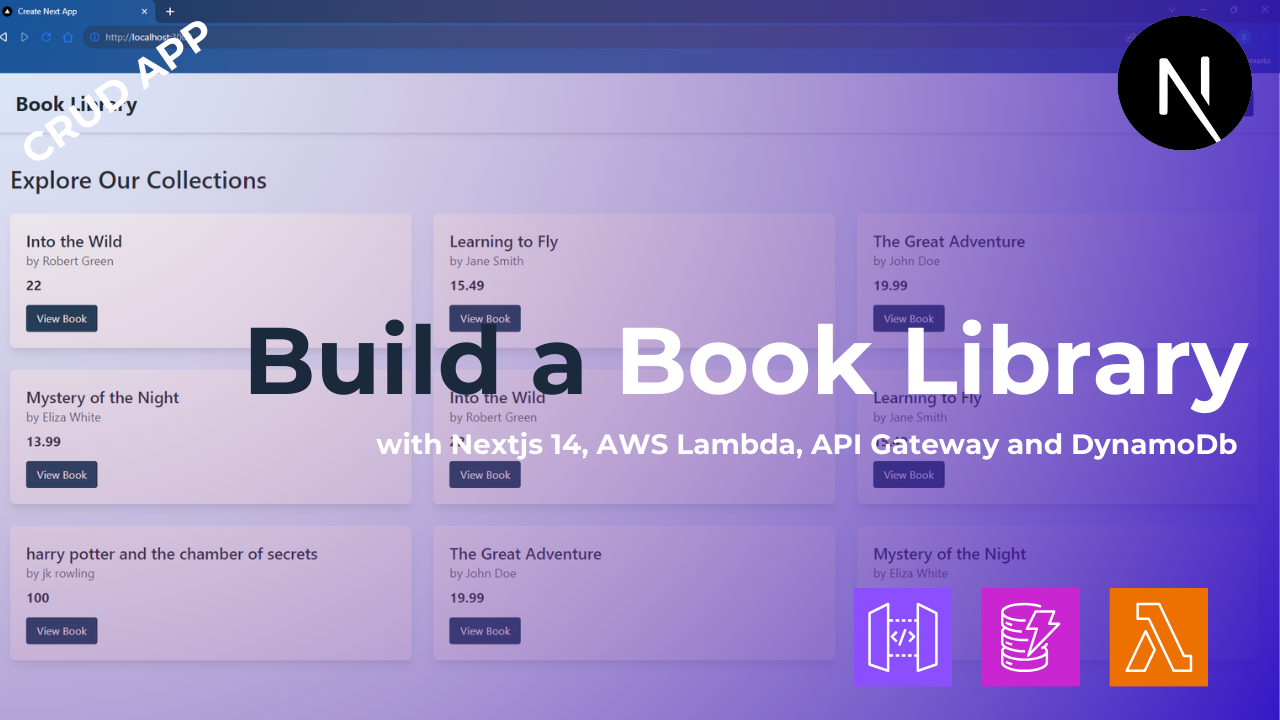 Create Next App
http://localhost:30
marks
CRUD APP
Book Library
Explore Our Collections
Into the Wild
by Robert Green
22
View Book
Learning to Fly
by Jane Smith
15.49
View Book
The Great Adventure
by John Doe
19.99
View Book
Build a Book Library
with Nextjs 14, AWS Lambda, API Gateway and DynamoDb
Mystery of the Night
by Eliza White
13.99
View Book
Into the Wild
by Robert Green
View Book
Learning to Fly
by Jane Smith
View Book
harry potter and the chamber of secrets
by jk rowling
100
View Book
The Great Adventure
by John Doe
19.99
View Book
Mystery of the Night
by Eliza White